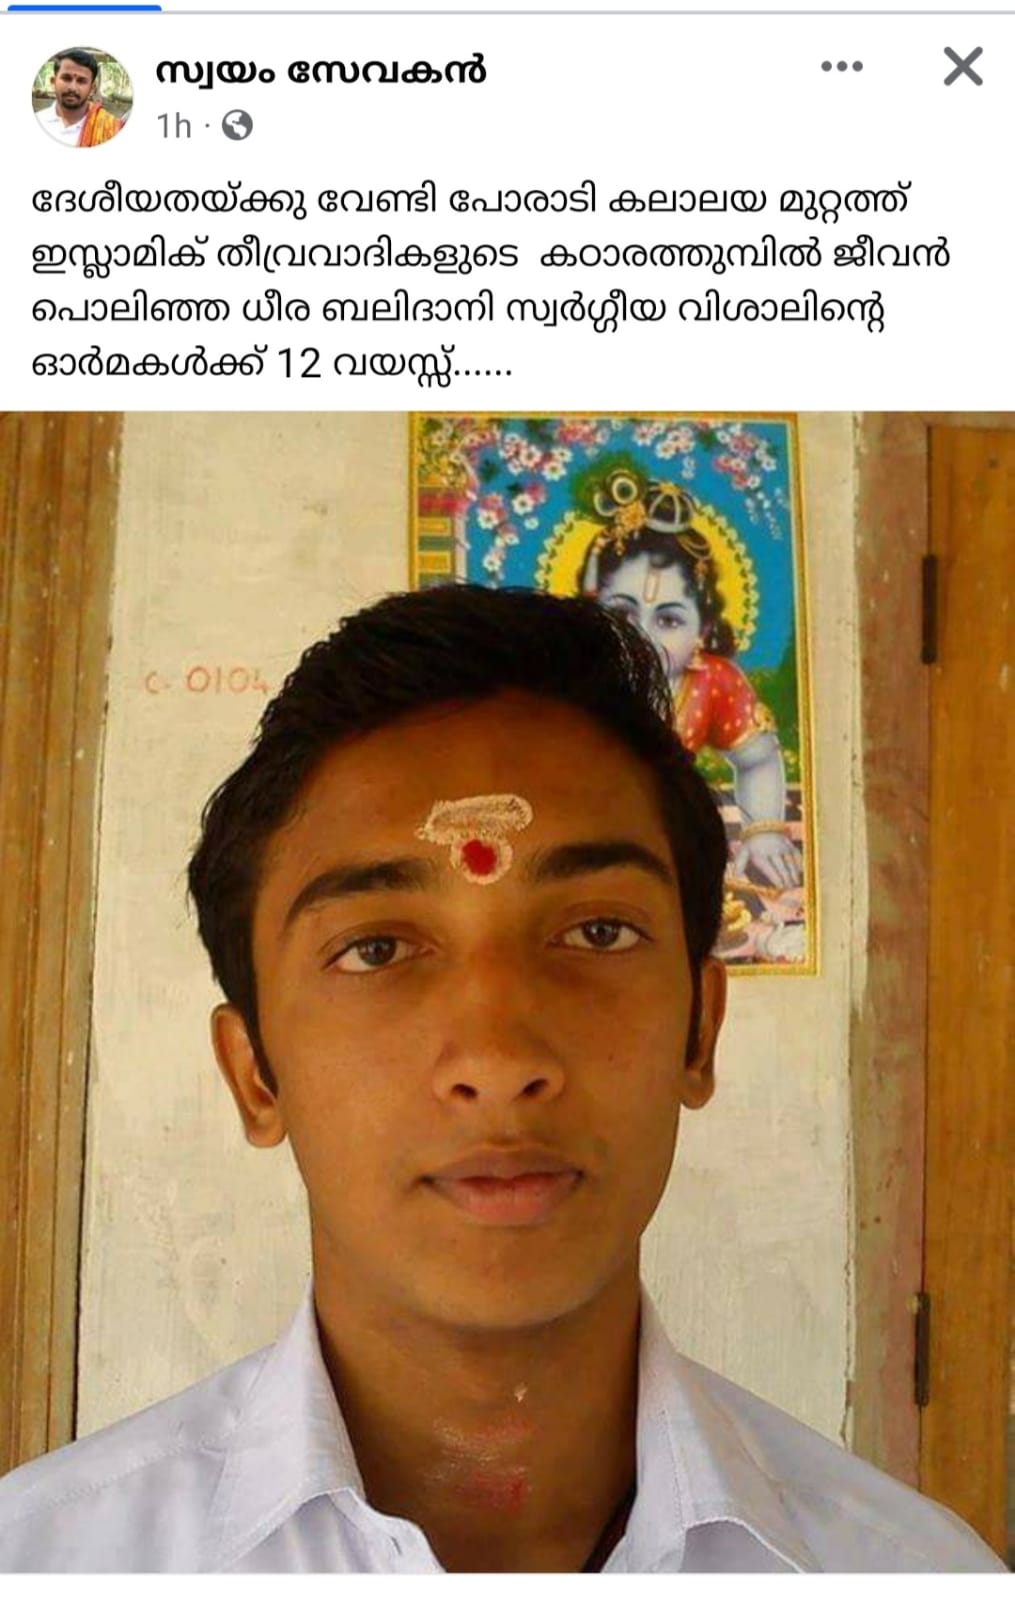 സ്വയം സേവകൻ
1h ·
ദേശീയതയ്ക്കു വേണ്ടി പോരാടി കലാലയ മുറ്റത്ത്
ഇസ്ലാമിക് തീവ്രവാദികളുടെ കഠാരത്തുമ്പിൽ ജീവൻ
പൊലിഞ്ഞ ധീര ബലിദാനി സ്വർഗ്ഗീയ വിശാലിന്റെ
ഓർമകൾക്ക് 12 വയസ്സ്......
C- 0104